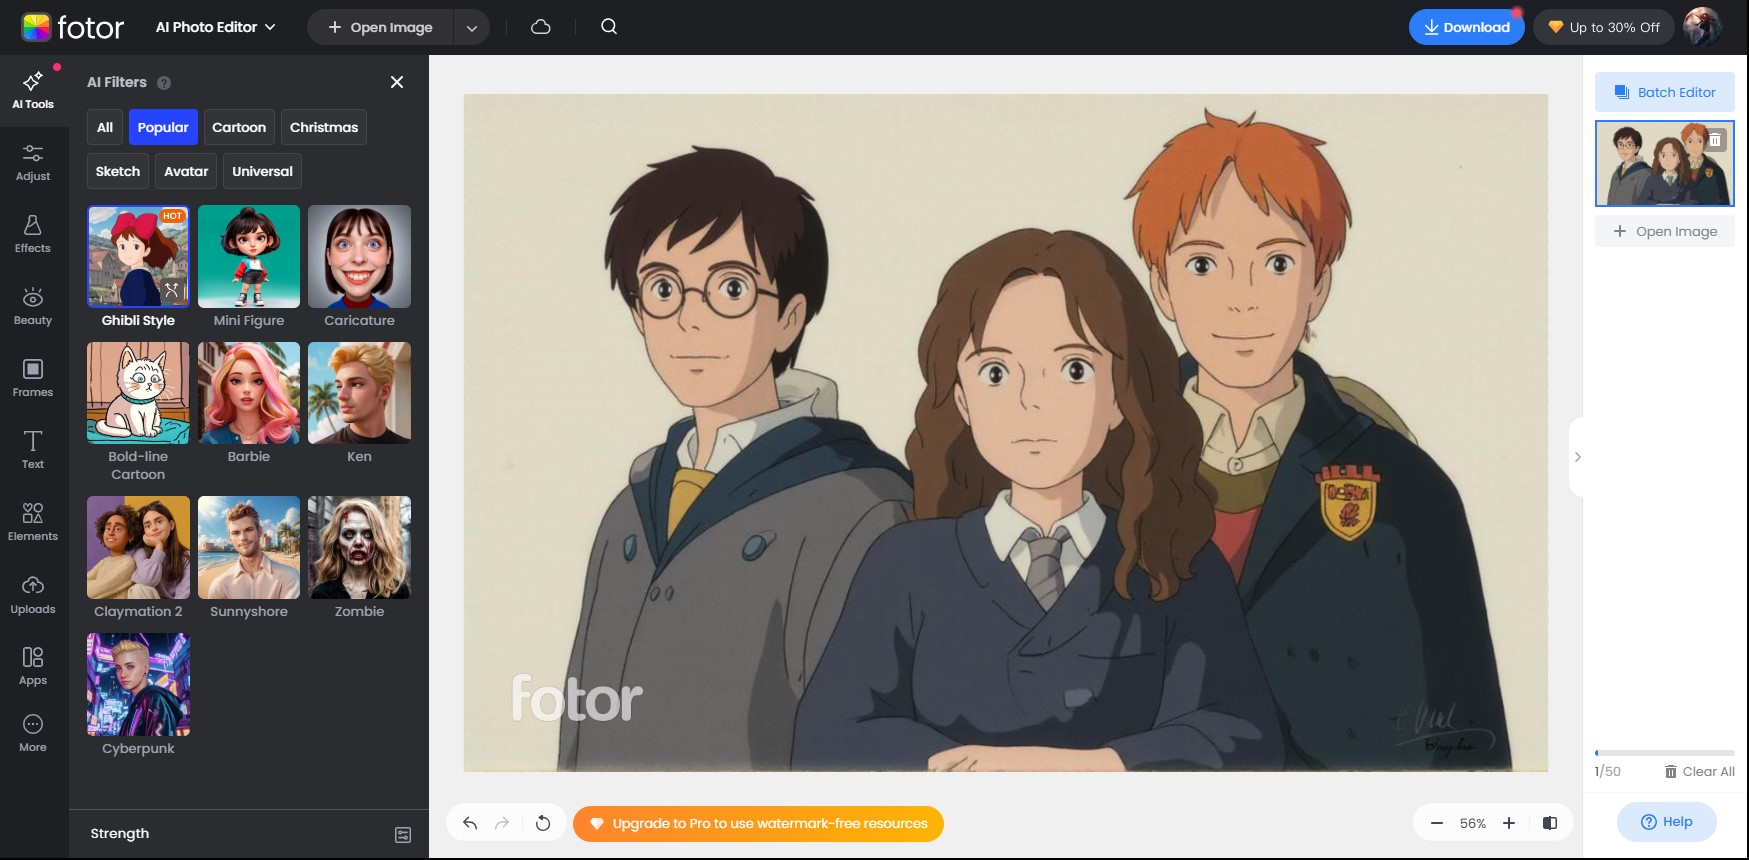 fotor
AI Photo Editor
Open Image
Download
Up to 30% Off
AI Tools
Adjust
Effects
Beauty
Frames
Text
Elements
Uploads
Apps
More
AI Filters
?
All
Popular
Cartoon
Christmas
Sketch
Avatar
Universal
HOT
Ghibli Style
Mini Figure
Caricature
Bold-line
Cartoon
Barbie
Ken
Claymation 2
Sunnyshore
Zombie
Cyberpunk
Strength
fotor
Upgrade to Pro to use watermark-free resources
56%
Batch Editor
Open Image
1/50
Clear All
Help